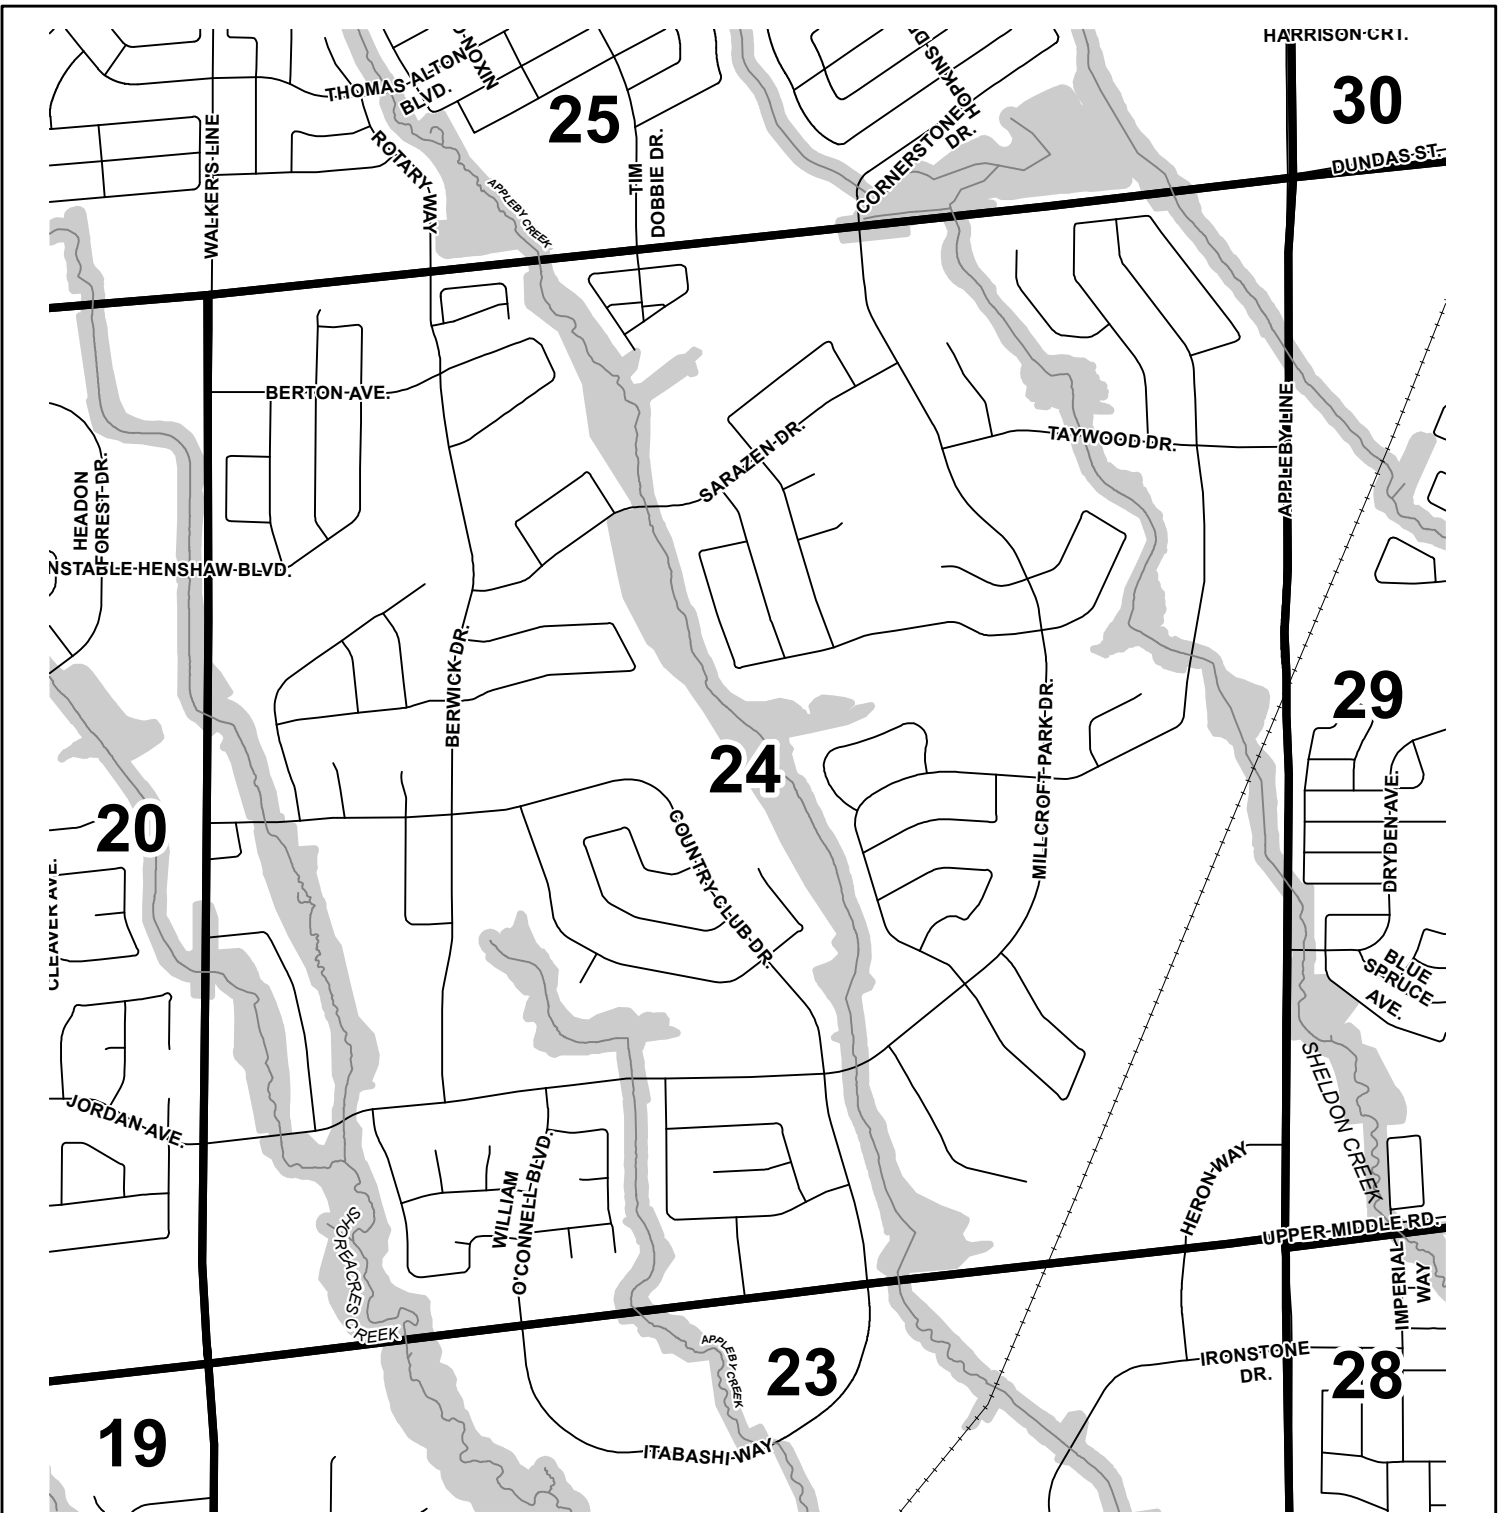 HARRISON CRT.
30
DUNDAS ST.
THOMAS ALTON
BLVD.
25
HOPKINS
CORNERSTONE
DR.
ROTARY WAY
WALKER'S LINE
APPLEBY CREEK
TIM
DOBBIE DR.
BERTON AVE.
SARAZEN DR.
TAYWOOD DR.
APPLEBY LINE
HEADON
FOREST DR.
NSTABLE HENSHAW BLVD.
BERWICK DR.
MILLCROFT PARK DR.
29
24
20
COUNTRY CLUB DR.
DRYDEN AVE.
CLEAVER AVE.
BLUE
SPRUCE
AVE.
SHELDON CREEK
JORDAN AVE.
WILLIAM
O'CONNELL BLVD.
HERON WAY
SHOREACRES CREEK
UPPER MIDDLE RD.
IMPERIAL
WAY
APPLEBY CREEK
23
IRONSTONE
DR.
28
19
ITABASHI WAY